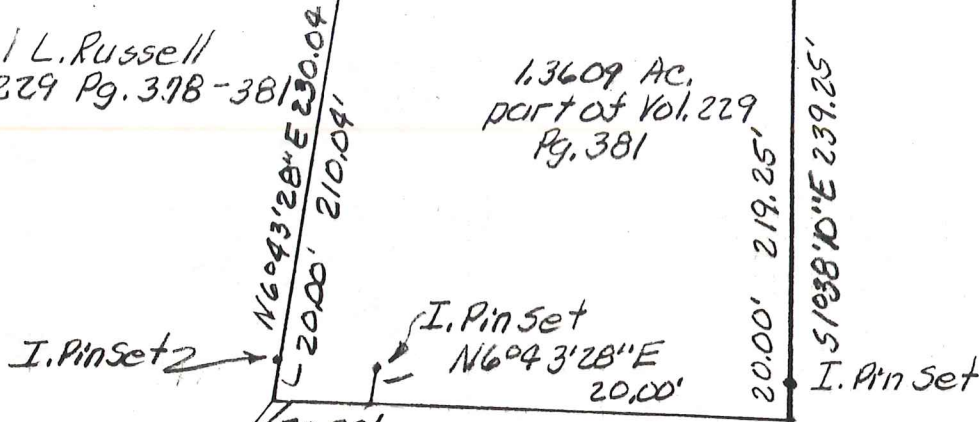 L. Russell
229 Pg. 378-381
N6°43'28"E 230.04
20.00' 210.04'
1.3609 Ac.
part of Vol. 229
Pg. 381
20.00' 219.25'
S1°38'10"E 239.25'
I. Pin Set
I. Pin Set
N6°43'28"E
20.00'
I. Pin Set